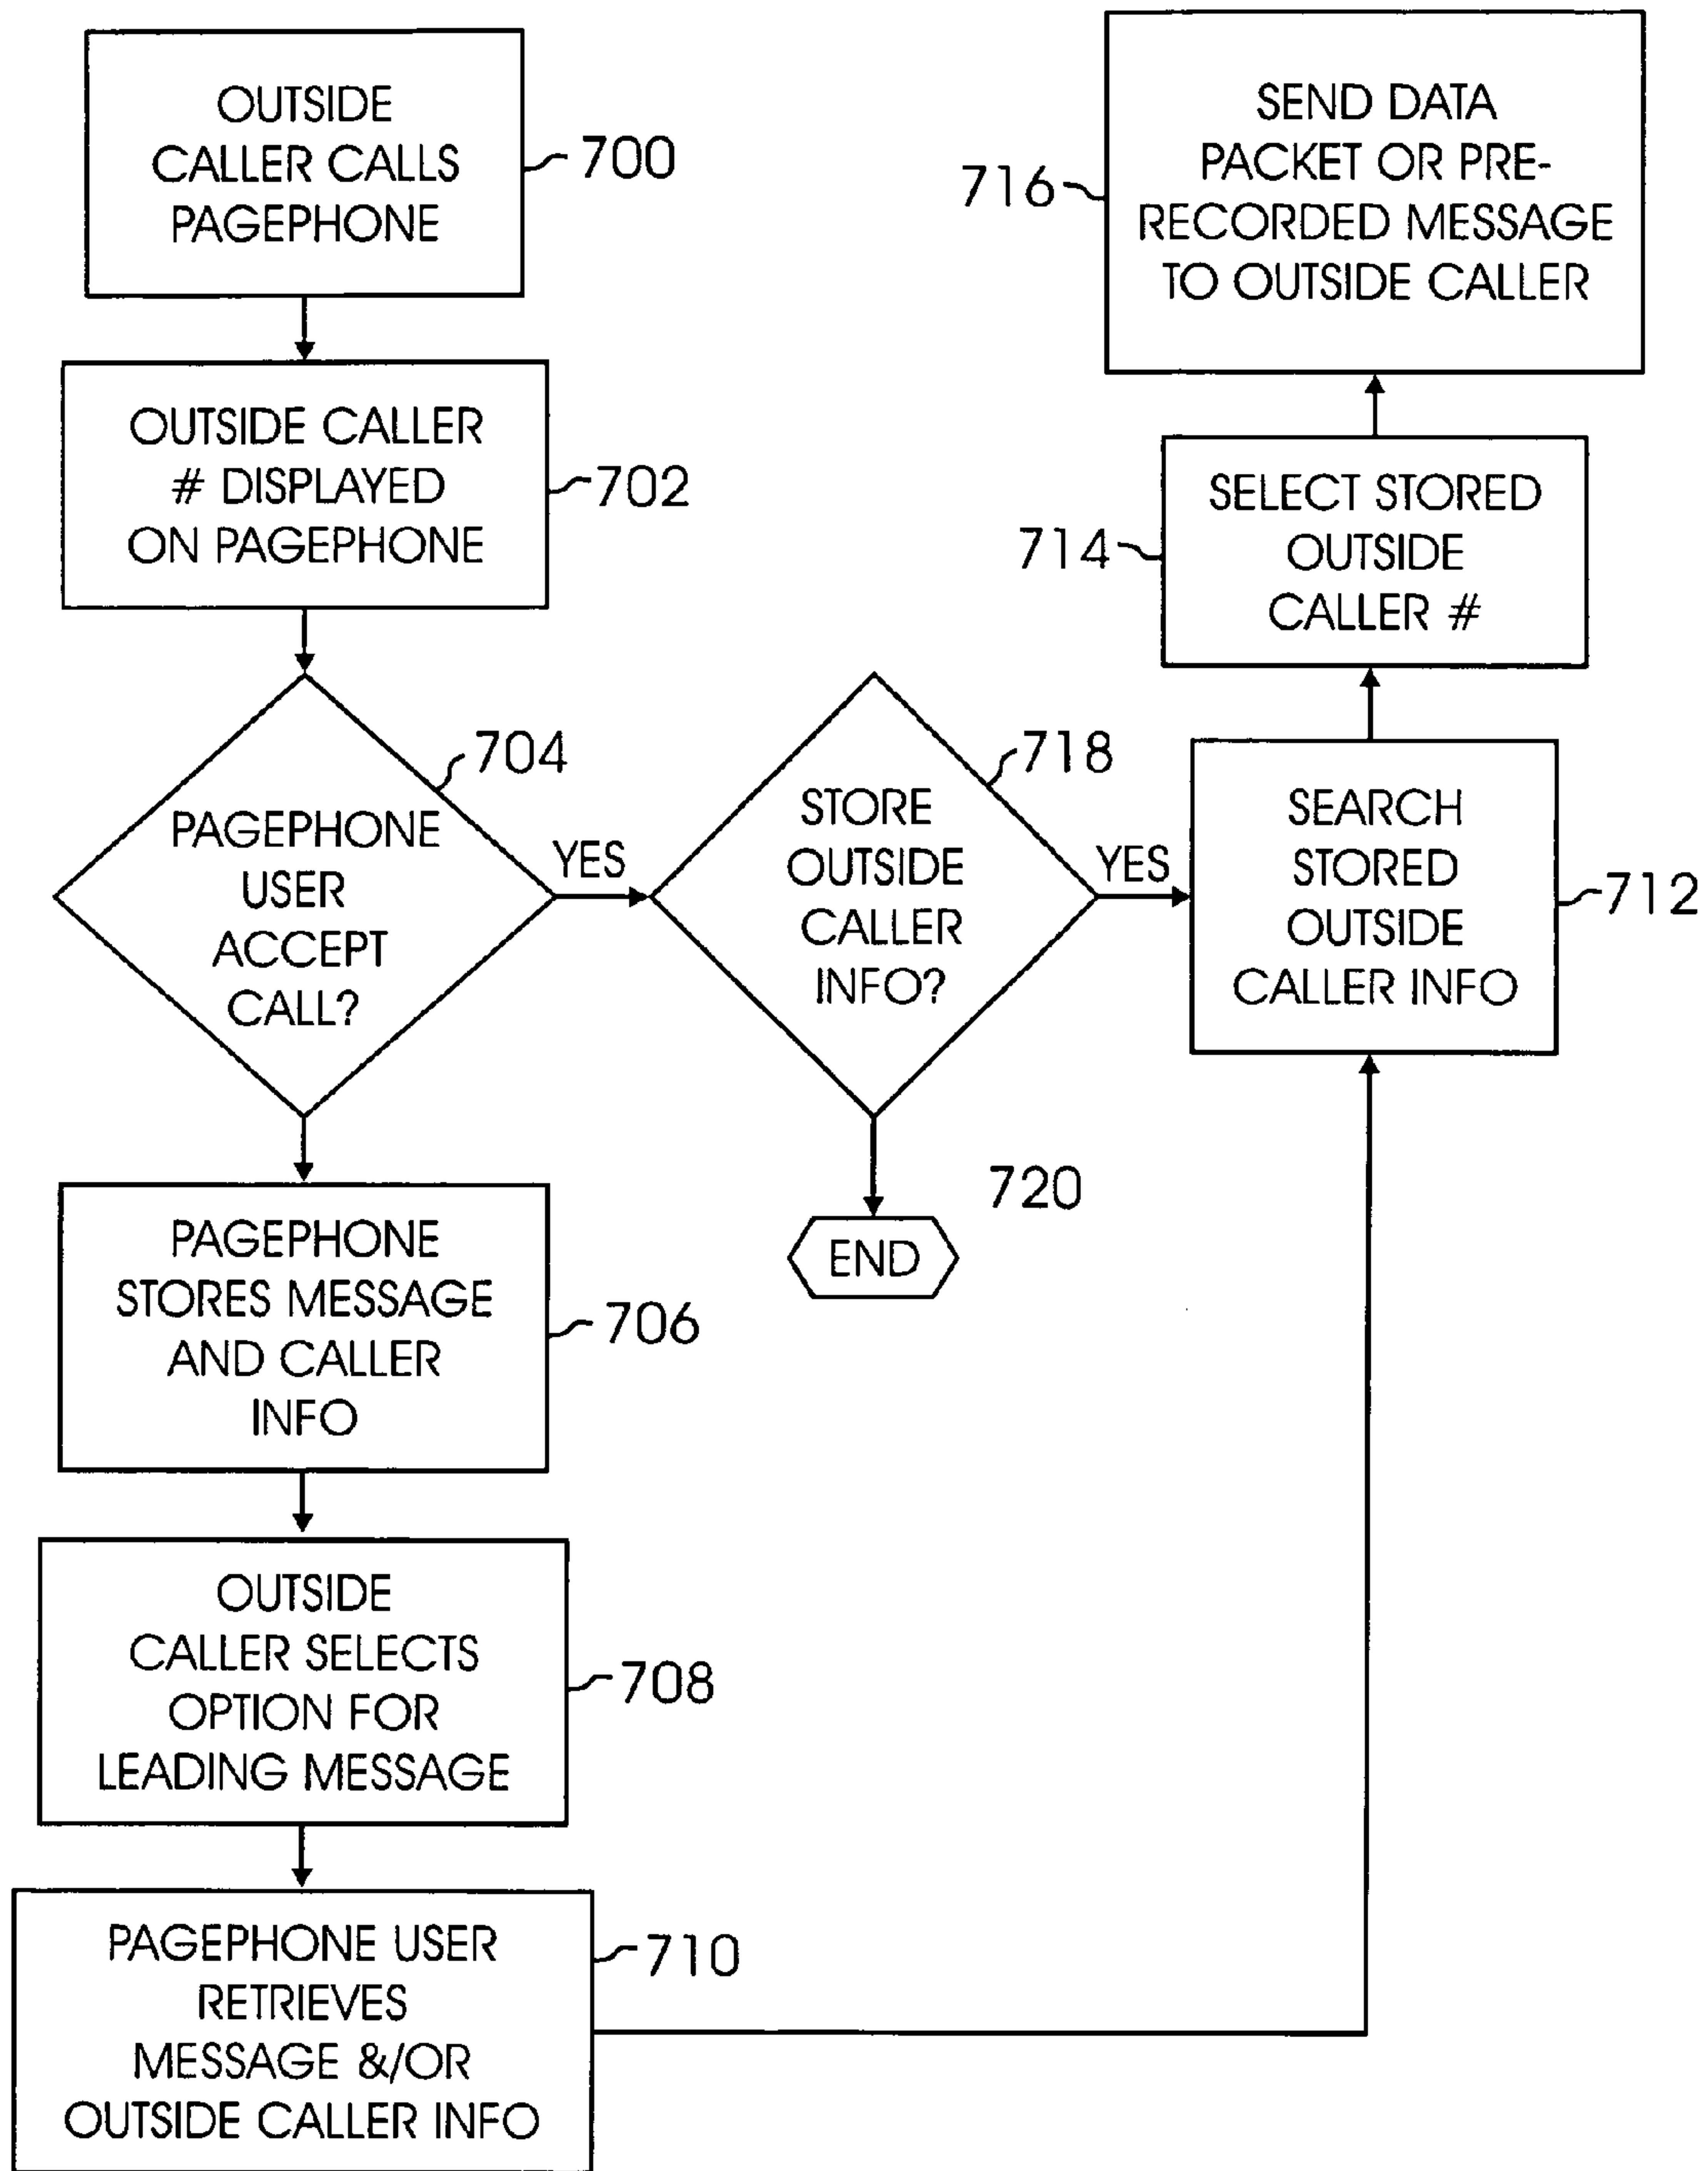 OUTSIDE
CALLER CALLS
PAGEPHONE
700
OUTSIDE CALLER
# DISPLAYED
ON PAGEPHONE
702
PAGEPHONE
USER
ACCEPT
CALL?
704
YES
STORE
OUTSIDE
CALLER
INFO?
718
YES
720
END
PAGEPHONE
STORES MESSAGE
AND CALLER
INFO
706
OUTSIDE
CALLER SELECTS
OPTION FOR
LEADING MESSAGE
708
PAGEPHONE USER
RETRIEVES
MESSAGE &/OR
OUTSIDE CALLER INFO
710
SEARCH
STORED
OUTSIDE
CALLER INFO
712
SELECT STORED
OUTSIDE
CALLER #
714
SEND DATA
PACKET OR PRE-
RECORDED MESSAGE
TO OUTSIDE CALLER
716